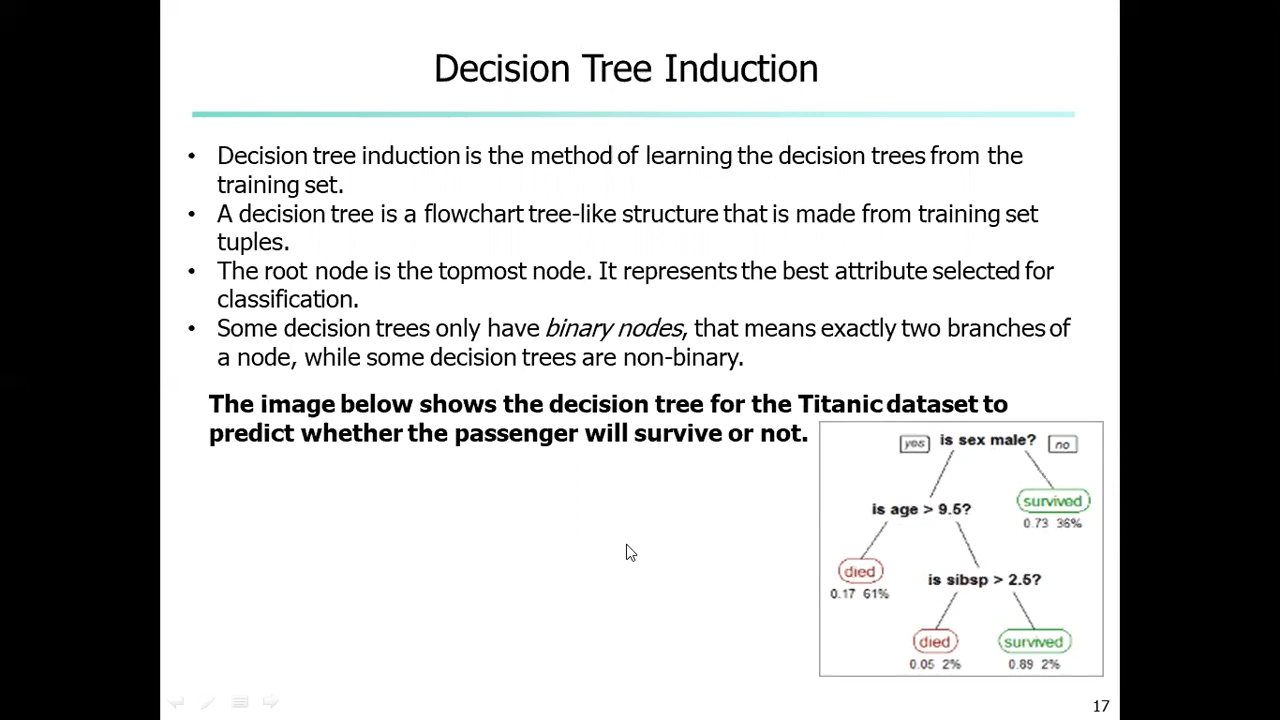 Decision Tree Induction
• Decision tree induction is the method of learning the decision trees from the
training set.
• A decision tree is a flowchart tree-like structure that is made from training set
tuples.
• The root node is the topmost node. It represents the best attribute selected for
classification.
• Some decision trees only have binary nodes, that means exactly two branches of
a node, while some decision trees are non-binary.
The image below shows the decision tree for the Titanic dataset to
predict whether the passenger will survive or not.
yes is sex male? no
survived
0.73 36%
is age > 9.5?
died
0.17 61%
is sibsp > 2.5?
died survived
0.05 2% 0.89 2%
17